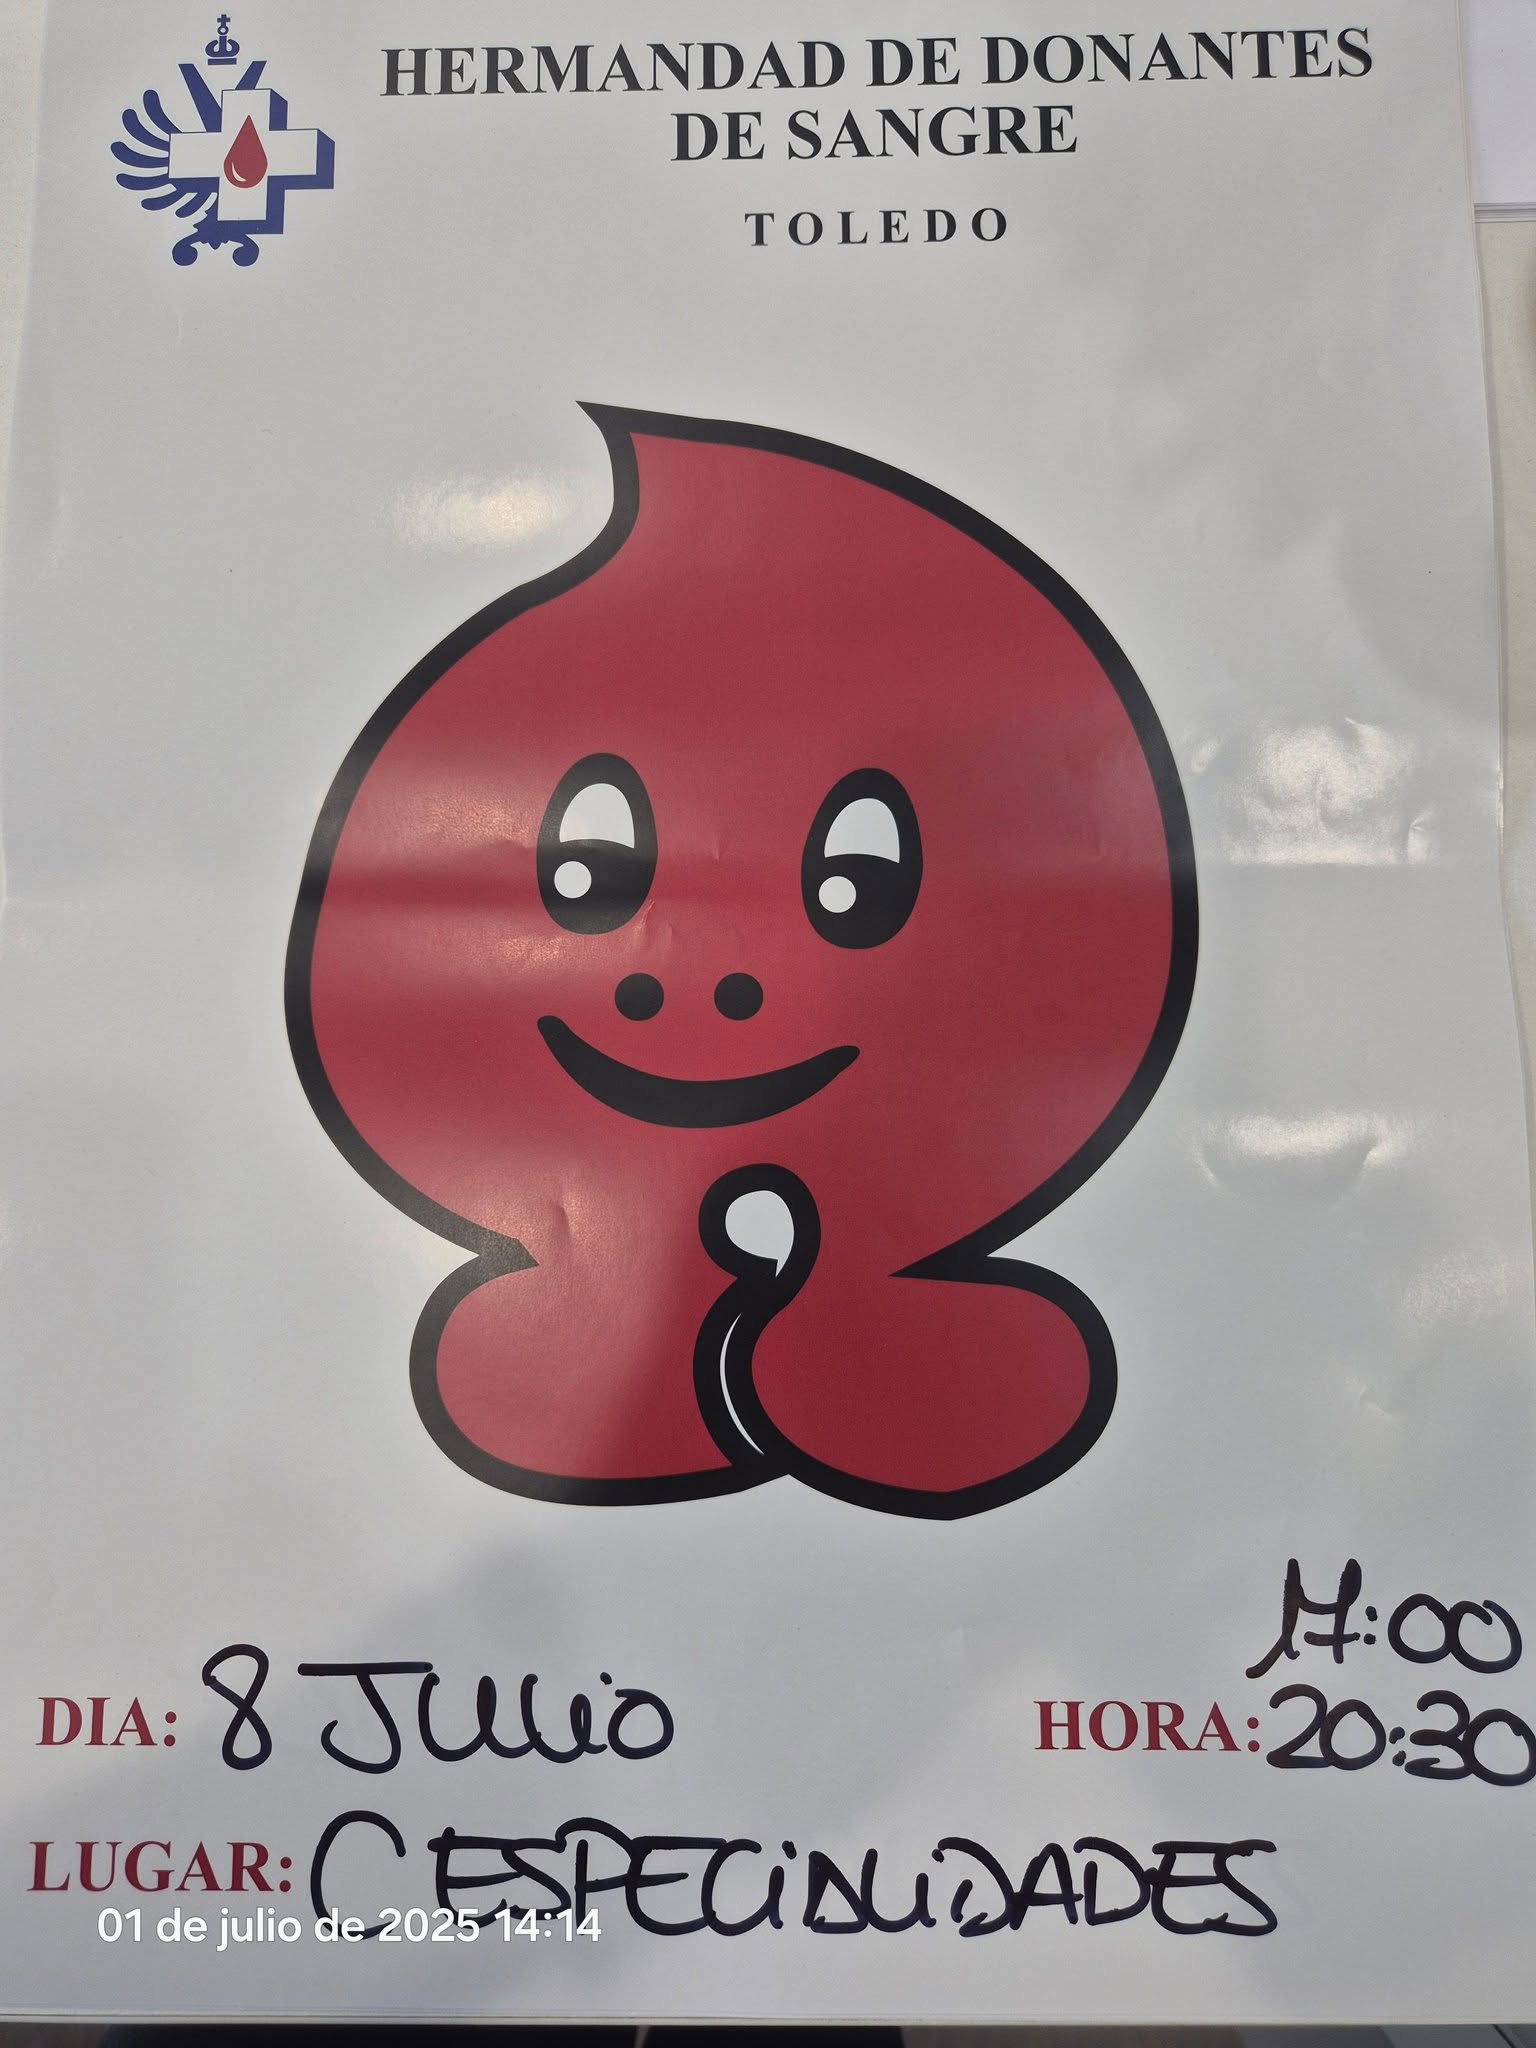 HERMANDAD DE DONANTES
DE SANGRE
TOLEDO
17:00
DIA: 8 JULIO HORA: 20:30
LUGAR: C ESPECIALIDADES
01 de julio de 2025 14:14